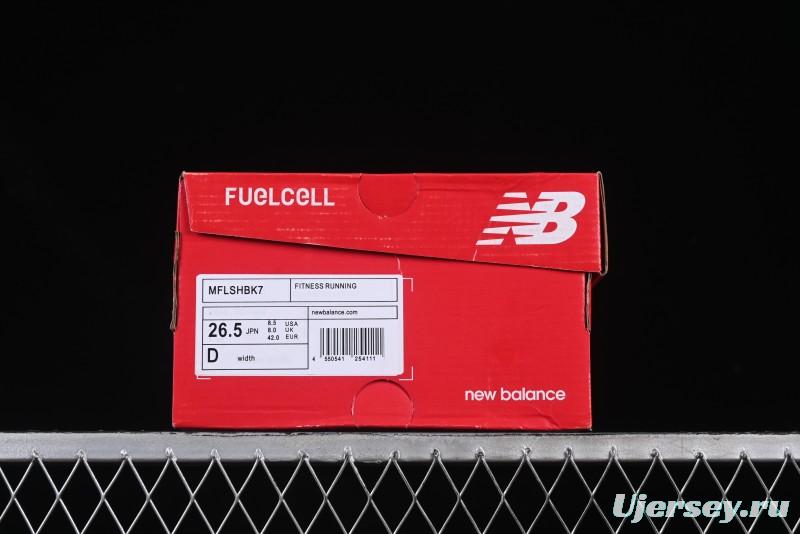 FUELCELL
NB
MFLSHBK7
FITNESS RUNNING
newbalance.com
26.5 JPN
8.5 USA
8.0 UK
42.0 EUR
D width
4 550541 254111
new balance
Ujersey.ru